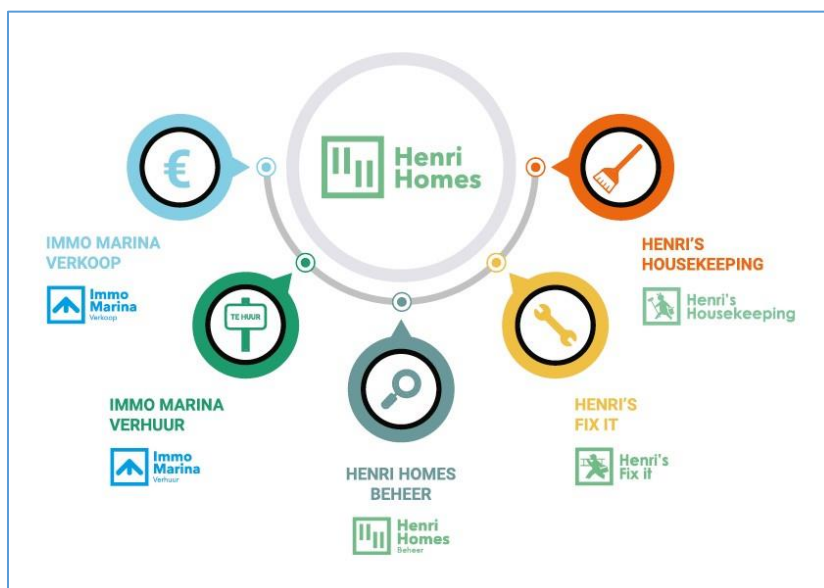 Henri
Homes
€
IMMO MARINA
VERKOOP
Immo
Marina
Verkoop
TE HUUR
IMMO MARINA
VERHUUR
Immo
Marina
Verhuur
HENRI HOMES
BEHEER
Henri
Homes
Beheer
HENRI'S
FIX IT
Henri's
Fix it
HENRI'S
HOUSEKEEPING
Henri's
Housekeeping